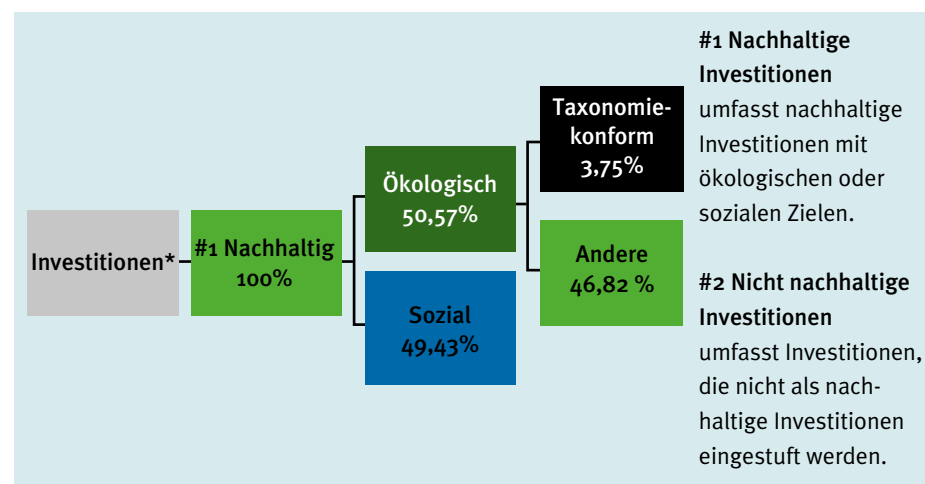 Investitionen*
#1 Nachhaltig
100%
Ökologisch
50,57%
Sozial
49,43%
Taxonomie-
konform
3,75%
Andere
46,82 %
#1 Nachhaltige
Investitionen
umfasst nachhaltige
Investitionen mit
ökologischen oder
sozialen Zielen.
#2 Nicht nachhaltige
Investitionen
umfasst Investitionen,
die nicht als nach-
haltige Investitionen
eingestuft werden.